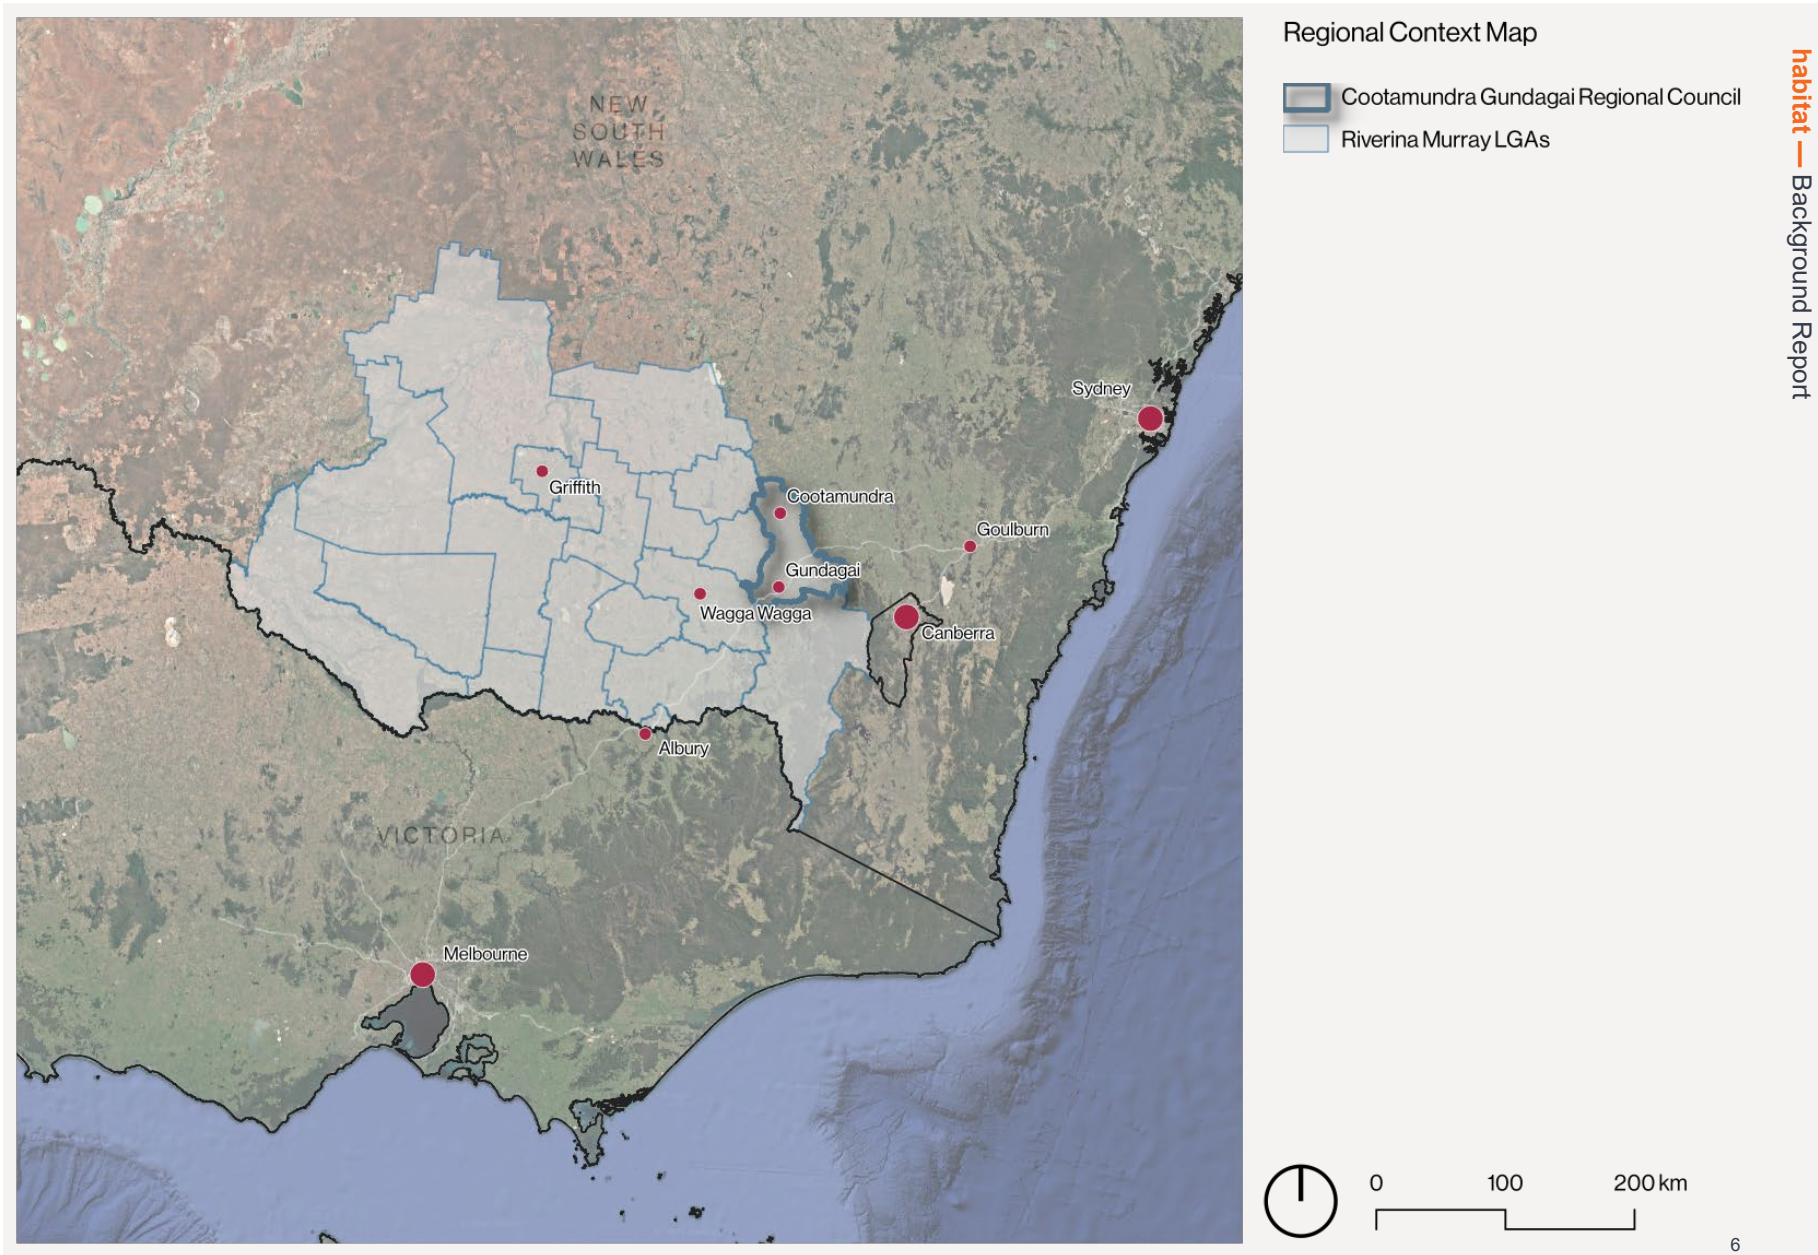 Regional Context Map
Cootamundra Gundagai Regional Council
Riverina Murray LGAs
habitat — Background Report
NEW
SOUTH
WALES
Sydney
Griffith
Cootamundra
Goulburn
Gundagai
Wagga Wagga
Canberra
Albury
VICTORIA
Melbourne
0 100 200 km
6